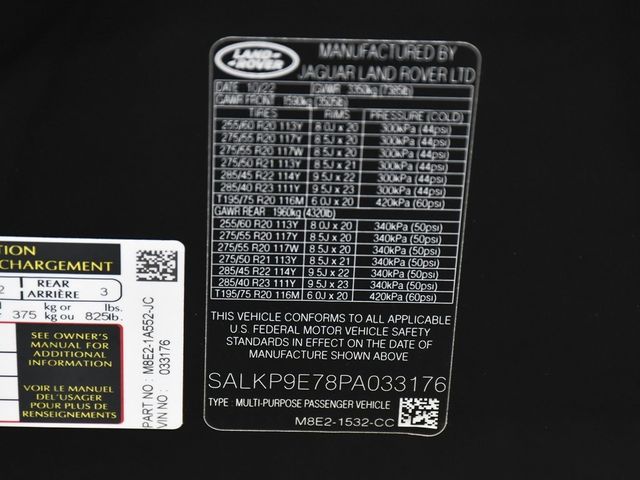 LAND ROVER
MANUFACTURED BY
JAGUAR LAND ROVER LTD
DATE 10/22 GVWR 3350kg (7385lb)
GAWR FRONT 1590kg (3505lb)
TIRES RIMS PRESSURE (COLD)
255/60 R20 113Y 8.0J x 20 300kPa (44psi)
275/55 R20 117Y 8.5J x 20 300kPa (44psi)
275/55 R20 117W 8.5J x 20 300kPa (44psi)
275/50 R21 113Y 8.5J x 21 300kPa (44psi)
285/45 R22 114Y 9.5J x 22 300kPa (44psi)
285/40 R23 111Y 9.5J x 23 300kPa (44psi)
T195/75 R20 116M 6.0J x 20 420kPa (60psi)
GAWR REAR 1960kg (4320lb)
255/60 R20 113Y 8.0J x 20 340kPa (50psi)
275/55 R20 117Y 8.5J x 20 340kPa (50psi)
275/55 R20 117W 8.5J x 20 340kPa (50psi)
275/50 R21 113Y 8.5J x 21 340kPa (50psi)
285/45 R22 114Y 9.5J x 22 340kPa (50psi)
285/40 R23 111Y 9.5J x 23 340kPa (50psi)
T195/75 R20 116M 6.0J x 20 420kPa (60psi)
THIS VEHICLE CONFORMS TO ALL APPLICABLE
U.S. FEDERAL MOTOR VEHICLE SAFETY
STANDARDS IN EFFECT ON THE DATE OF
MANUFACTURE SHOWN ABOVE
SALKP9E78PA033176
TYPE : MULTI-PURPOSE PASSENGER VEHICLE
M8E2-1532-CC
TION
CHARGEMENT
2 REAR ARRIÈRE 3
375 kg or kg ou 825 lbs. lb.
SEE OWNER'S
MANUAL FOR
ADDITIONAL
INFORMATION
VOIR LE MANUEL
DEL'USAGER
POUR PLUS DE
RENSEIGNEMENTS
PART NO : M8E2-1A552-JC
VIN NO : 033176